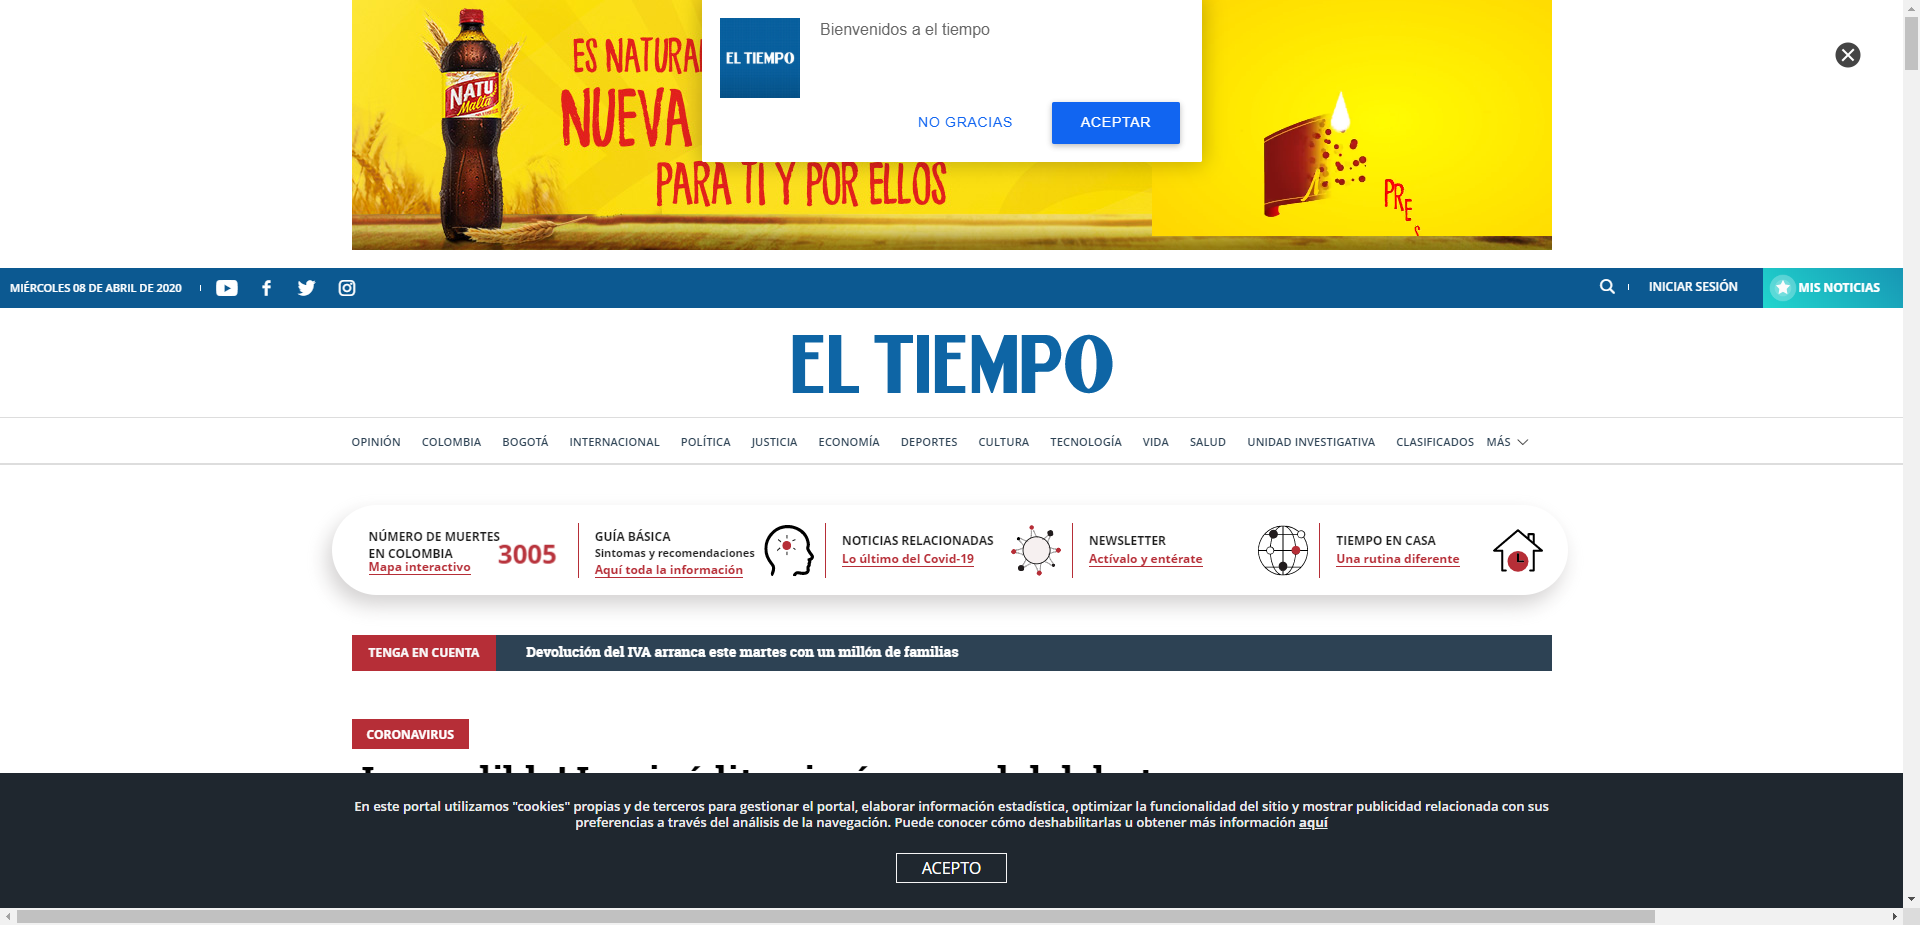 Bienvenidos a el tiempo
EL TIEMPO
NO GRACIAS
ACEPTAR
NATU
Malta
ES NATURA
NUEVA
PARA TI Y POR ELLOS
PRE
S
MIÉRCOLES 08 DE ABRIL DE 2020
INICIAR SESIÓN
MIS NOTICIAS
EL TIEMPO
OPINIÓN COLOMBIA BOGOTÁ INTERNACIONAL POLÍTICA JUSTICIA ECONOMÍA DEPORTES CULTURA TECNOLOGÍA VIDA SALUD UNIDAD INVESTIGATIVA CLASIFICADOS MÁS
NÚMERO DE MUERTES
EN COLOMBIA
3005
Mapa interactivo
GUÍA BÁSICA
Sintomas y recomendaciones
Aquí toda la información
NOTICIAS RELACIONADAS
Lo último del Covid-19
NEWSLETTER
Actívalo y entérate
TIEMPO EN CASA
Una rutina diferente
TENGA EN CUENTA
Devolución del IVA arranca este martes con un millón de familias
CORONAVIRUS
En este portal utilizamos "cookies" propias y de terceros para gestionar el portal, elaborar información estadística, optimizar la funcionalidad del sitio y mostrar publicidad relacionada con sus
preferencias a través del análisis de la navegación. Puede conocer cómo deshabilitarlas u obtener más información aquí
ACEPTO